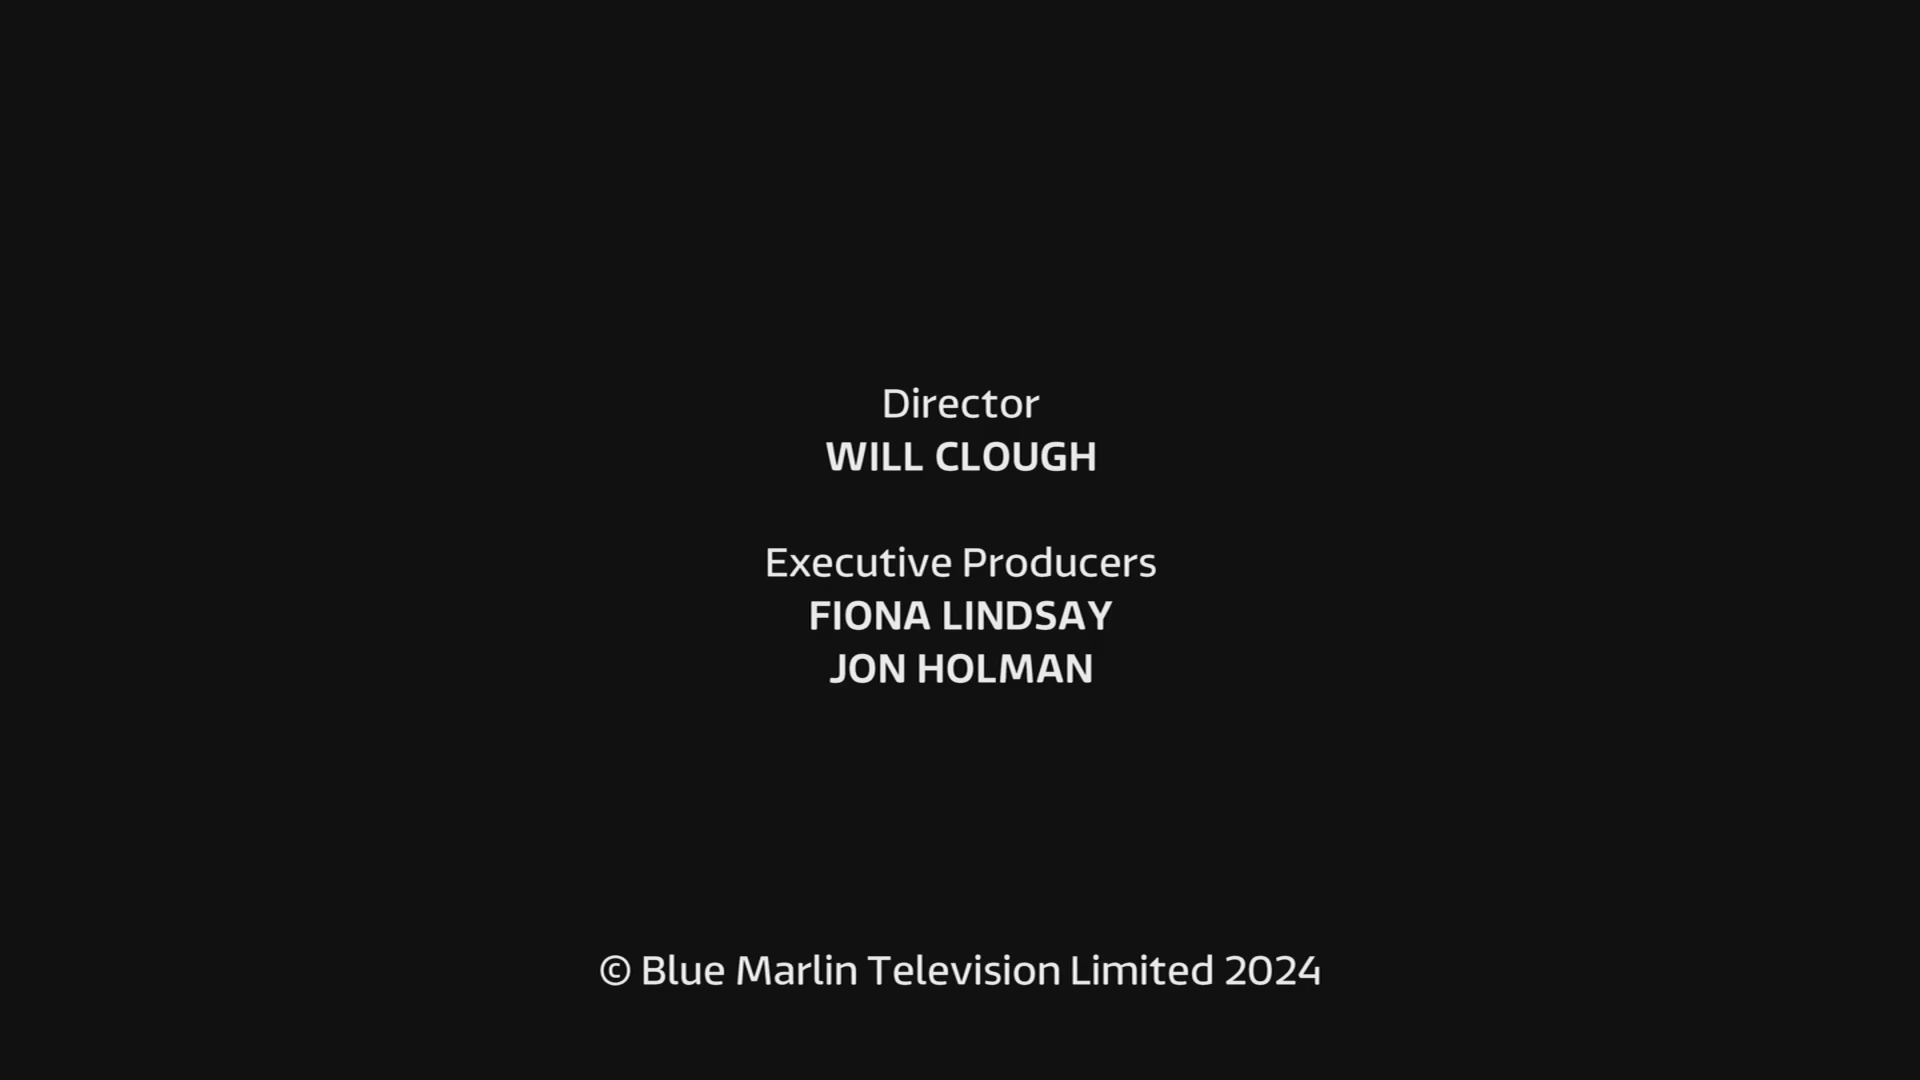 Director
WILL CLOUGH
Executive Producers
FIONA LINDSAY
JON HOLMAN
© Blue Marlin Television Limited 2024